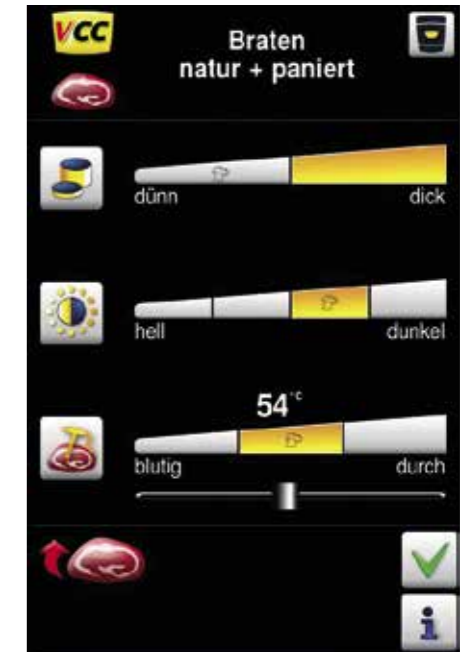 VCC
Braten
natur + paniert
dünn dick
hell dunkel
54°C
blutig durch
i